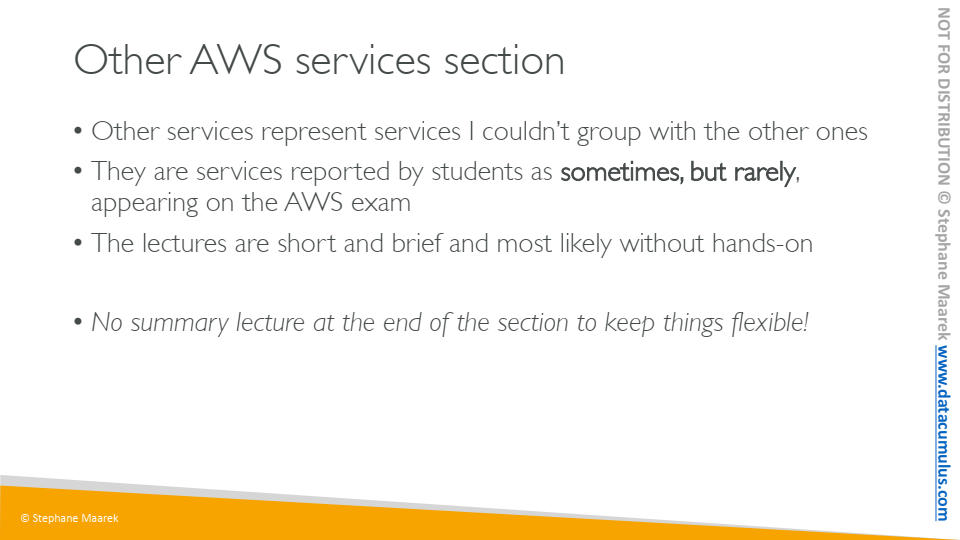 Other AWS services section
• Other services represent services I couldn't group with the other ones
• They are services reported by students as sometimes, but rarely,
appearing on the AWS exam
• The lectures are short and brief and most likely without hands-on
• No summary lecture at the end of the section to keep things flexible!
© Stephane Maarek
NOT FOR DISTRIBUTION © Stephane Maarek www.datacumulus.com